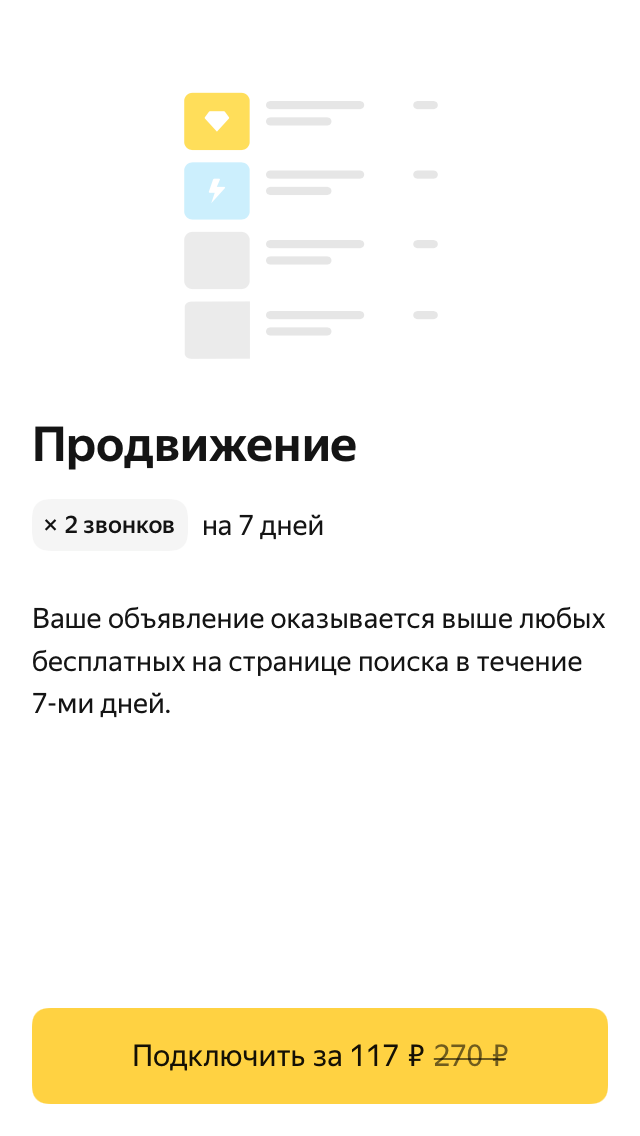 Продвижение
× 2 звонков на 7 дней
Ваше объявление оказывается выше любых
бесплатных на странице поиска в течение
7-ми дней.
Подключить за 117 ₽ 270 ₽